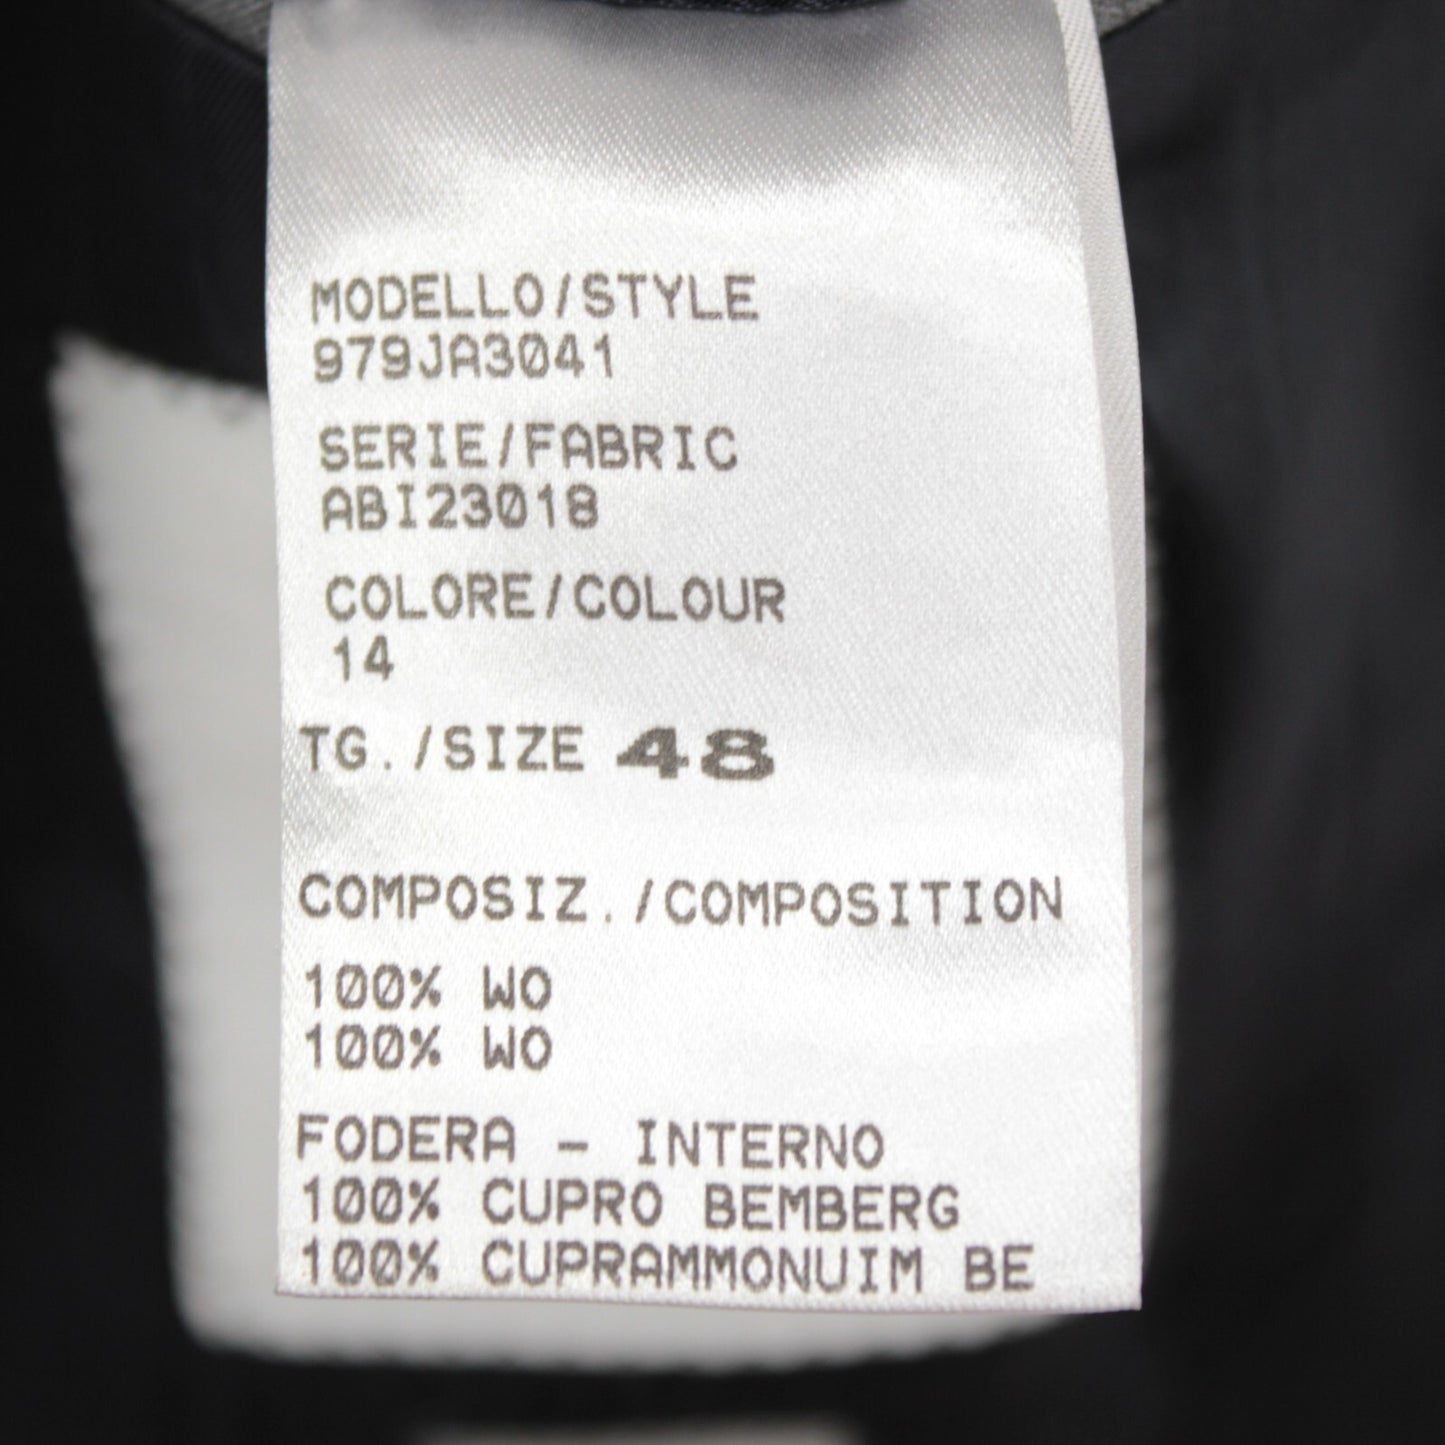 MODELLO/STYLE
979JA3041
SERIE/FABRIC
ABI23018
COLORE/COLOUR
14
TG./SIZE 48
COMPOSIZ./COMPOSITION
100% WO
100% WO
FODERA - INTERNO
100% CUPRO BEMBERG
100% CUPRAMMONUIM BE